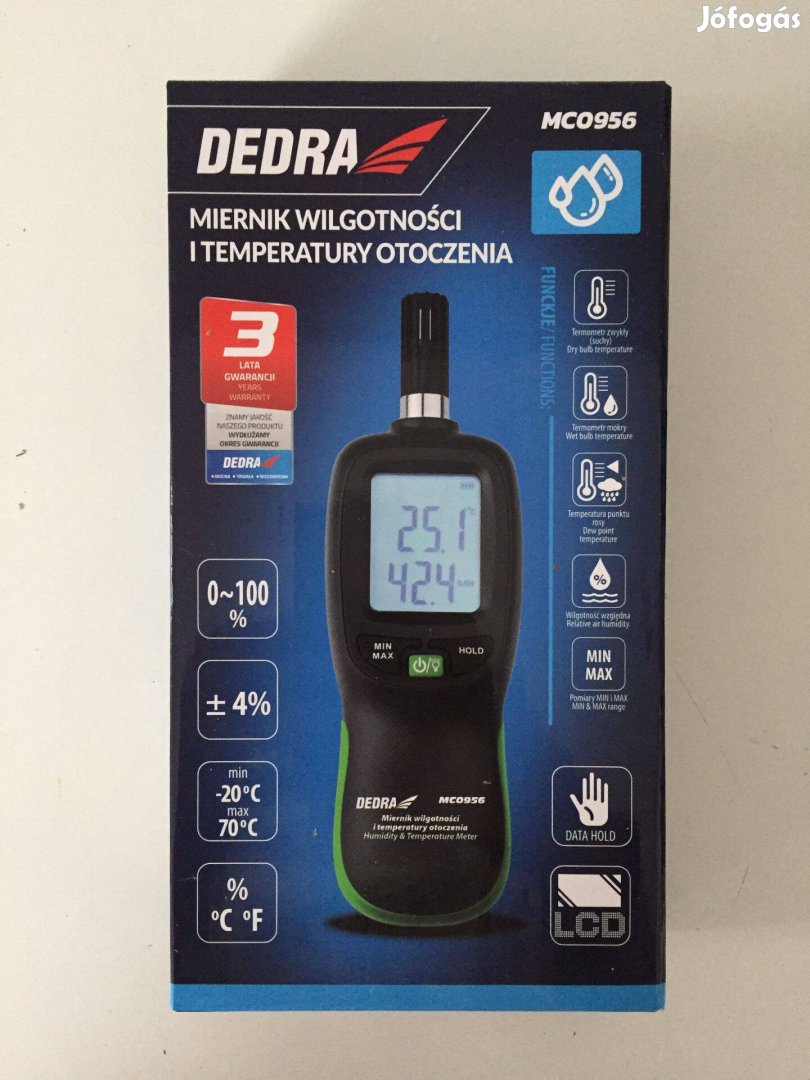 Jófogás
DEDRA
MC0956
MIERNIK WILGOTNOŚCI
I TEMPERATURY OTOCZENIA
3
LATA
GWARANCJI
YEARS
WARRANTY
ZNAMY JAKOŚĆ
NASZEGO PRODUKTU
WYDŁUŻAMY
OKRES GWARANCJI
DEDRA
FUNCKJE/FUNCTIONS:
Termometr zwykły
(suchy)
Dry bulb temperature
Termometr mokry
Wet bulb temperature
Temperatura punktu
rosy
Dew point
temperature
%
Wilgotność względna
Relative air humidity
MIN
MAX
Pomiary MIN i MAX
MIN & MAX range
25.1 °C
42.4
MIN
MAX
HOLD
DEDRA MC0956
Miernik wilgotności
i temperatury otoczenia
Humidity & Temperature Meter
0~100
%
± 4%
min
-20°C
max
70°C
%
°C °F
DATA HOLD
LCD